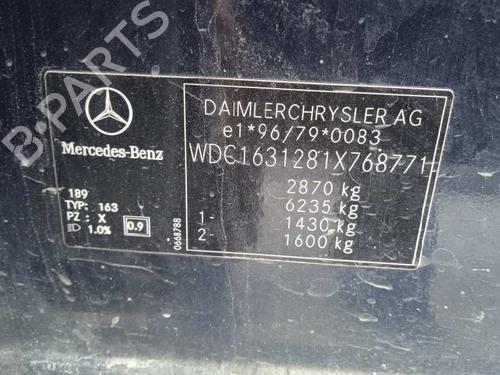 DAIMLERCHRYSLER AG
e1*96/79*0083
WDC1631281X768771
2870 kg
6235 kg
1- 1430 kg
2- 1600 kg
Mercedes-Benz
189
TYP: 163
PZ : X
1.0% 0.9
0668788
B-PARTS